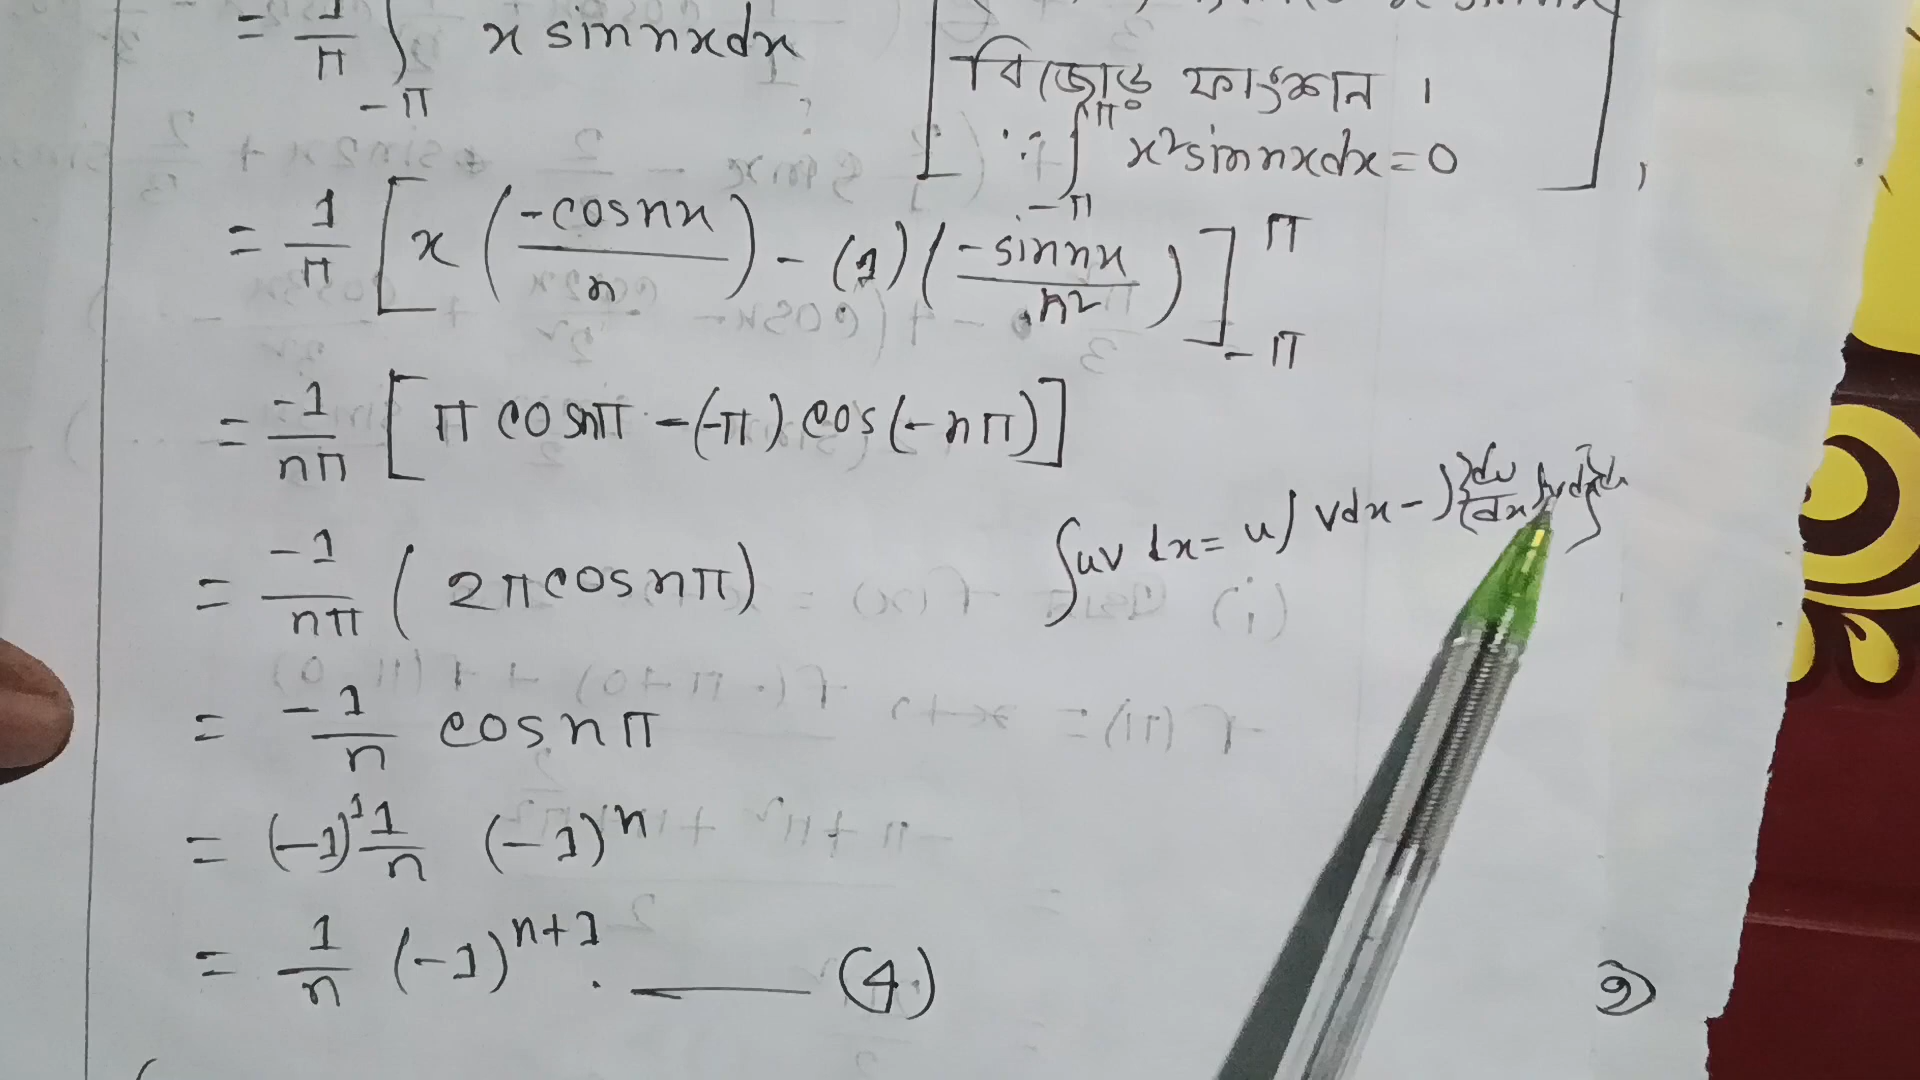 = 1/π ∫_{-π} x sin nx dx
বিজোড় ফাংশন ।
∵ ∫_{-π}^{π} x² sin nx dx = 0 ,
= 1/π [ x ( -cos nx / n ) - (1) ( -sin nx / n² ) ]_{-π}^{π}
= -1/nπ [ π cos nπ - (-π) cos (-nπ) ]
∫ uv dx = u ∫ v dx - ∫ { du/dx ∫ v dx } dx
= -1/nπ ( 2π cos nπ )
= -1/n cos nπ
= (-1)¹ 1/n (-1)ⁿ
= 1/n (-1)ⁿ⁺¹ . —— (4)